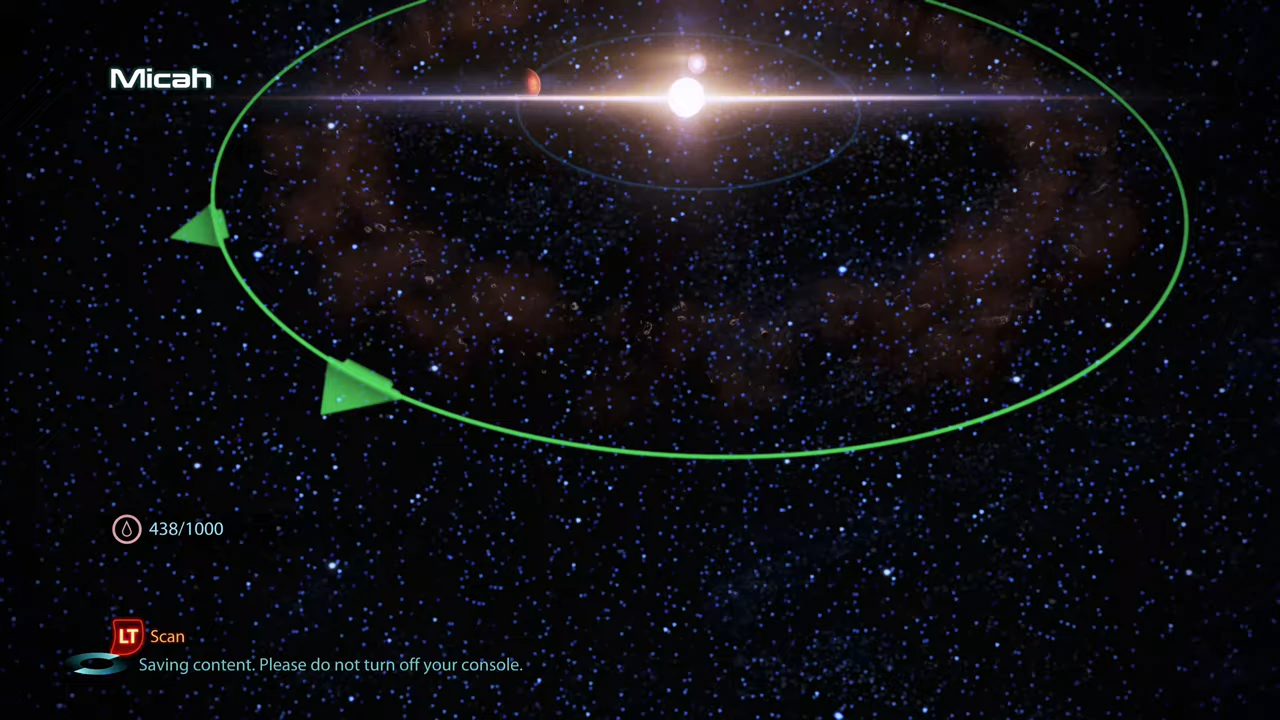 Micah
438/1000
LT Scan
Saving content. Please do not turn off your console.